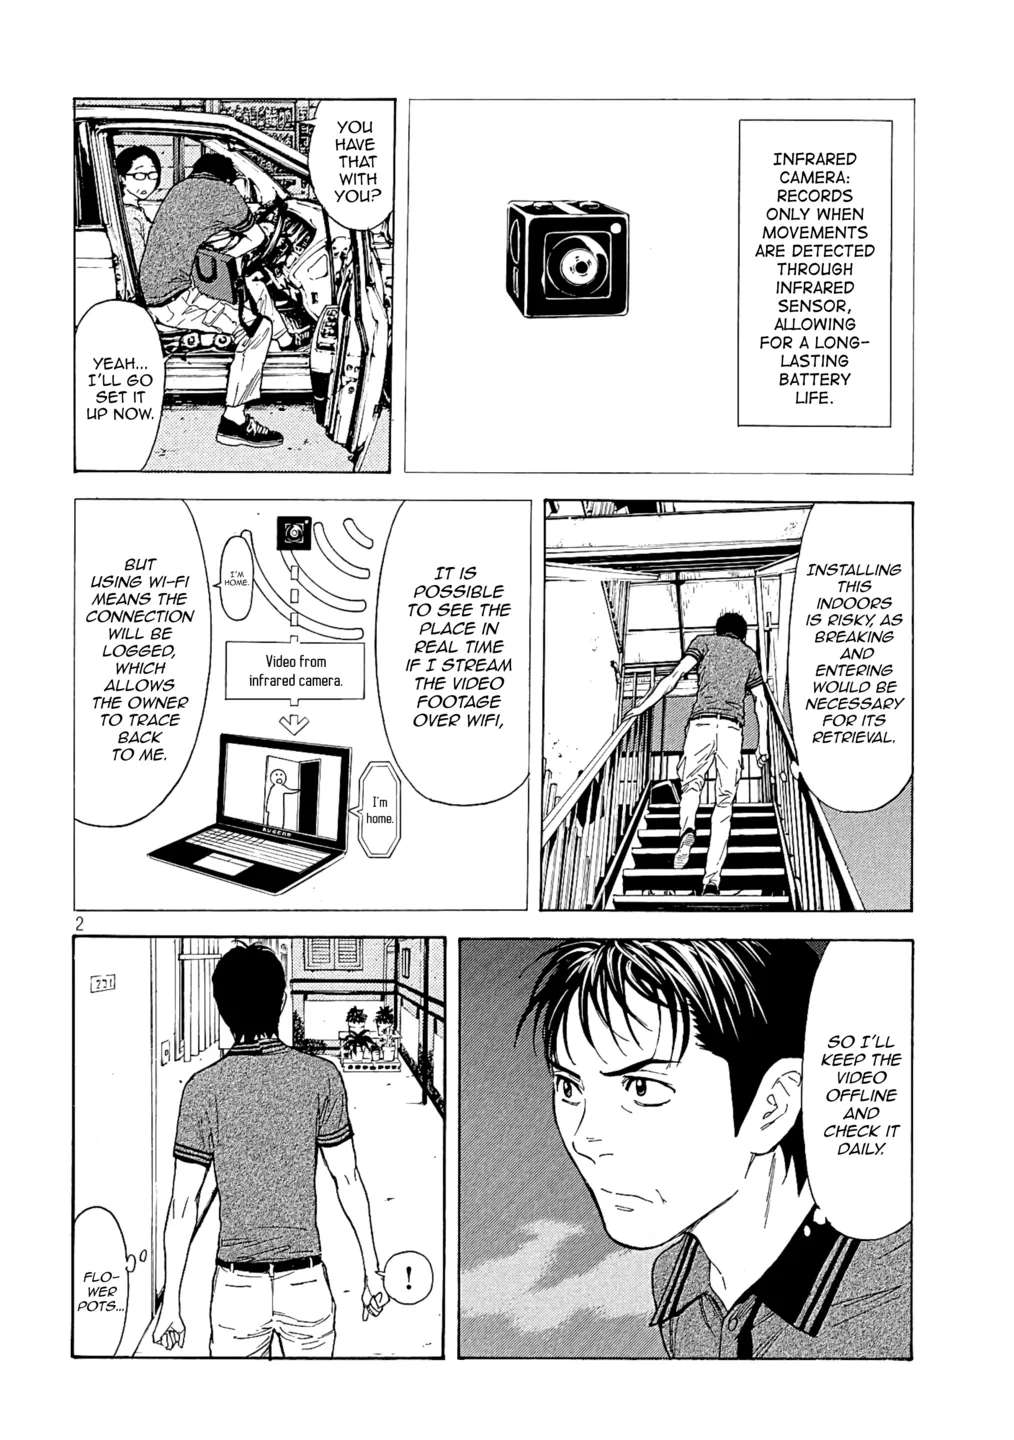 INFRARED
CAMERA:
RECORDS
ONLY WHEN
MOVEMENTS
ARE DETECTED
THROUGH
INFRARED
SENSOR,
ALLOWING
FOR A LONG-
LASTING
BATTERY
LIFE.
YOU
HAVE
THAT
WITH
YOU?
YEAH...
I'LL GO
SET IT
UP NOW.
INSTALLING
THIS
INDOORS
IS RISKY, AS
BREAKING
AND
ENTERING
WOULD BE
NECESSARY
FOR ITS
RETRIEVAL.
IT IS
POSSIBLE
TO SEE THE
PLACE IN
REAL TIME
IF I STREAM
THE VIDEO
FOOTAGE
OVER WIFI,
I'M
HOME.
Video from
infrared camera.
I'm
home.
BUT
USING WI-FI
MEANS THE
CONNECTION
WILL BE
LOGGED,
WHICH
ALLOWS
THE OWNER
TO TRACE
BACK
TO ME.
2
SO I'LL
KEEP THE
VIDEO
OFFLINE
AND
CHECK IT
DAILY.
!
FLO-
WER
POTS...